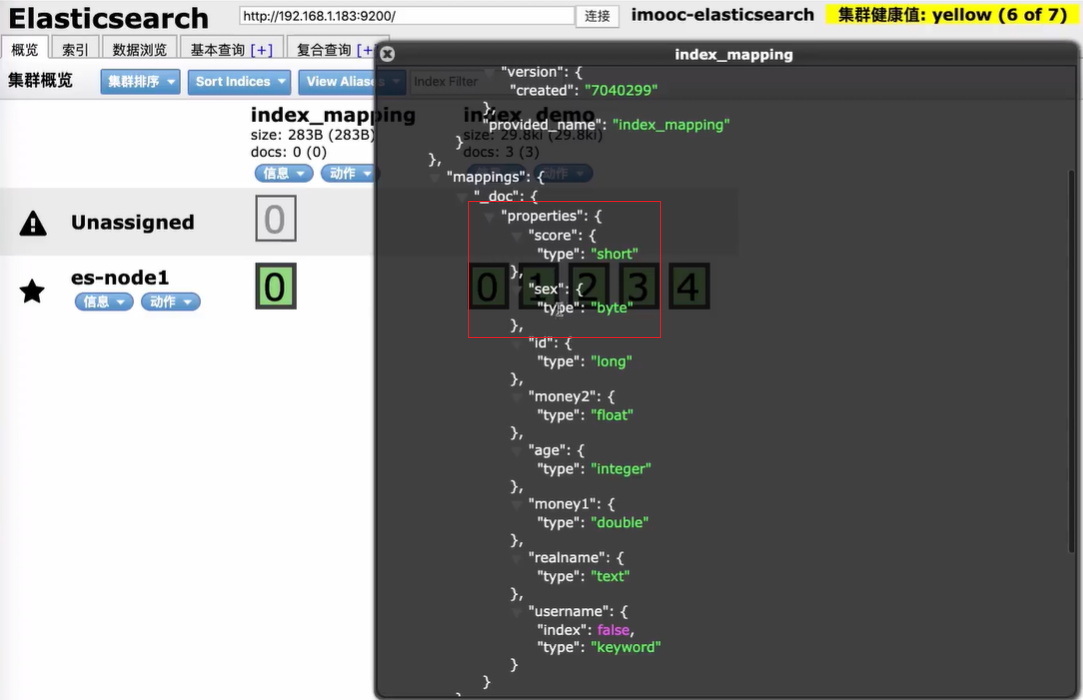 Elasticsearch http://192.168.1.183:9200/ 连接 imooc-elasticsearch 集群健康值: yellow (6 of 7)
概览 索引 数据浏览 基本查询 [+] 复合查询 [+]
集群概览 集群排序 Sort Indices View Aliases Index Filter
index_mapping
size: 283B (283B)
docs: 0 (0)
信息 动作
index_demo
size: 29.8ki (29.8ki)
docs: 3 (3)
动作
Unassigned 0
es-node1 0 0 1 2 3 4
信息 动作
index_mapping
"version": {
"created": "7040299"
},
"provided_name": "index_mapping"
}
},
"mappings": {
"_doc": {
"properties": {
"score": {
"type": "short"
},
"sex": {
"type": "byte"
},
"id": {
"type": "long"
},
"money2": {
"type": "float"
},
"age": {
"type": "integer"
},
"money1": {
"type": "double"
},
"realname": {
"type": "text"
},
"username": {
"index": false,
"type": "keyword"
}
}